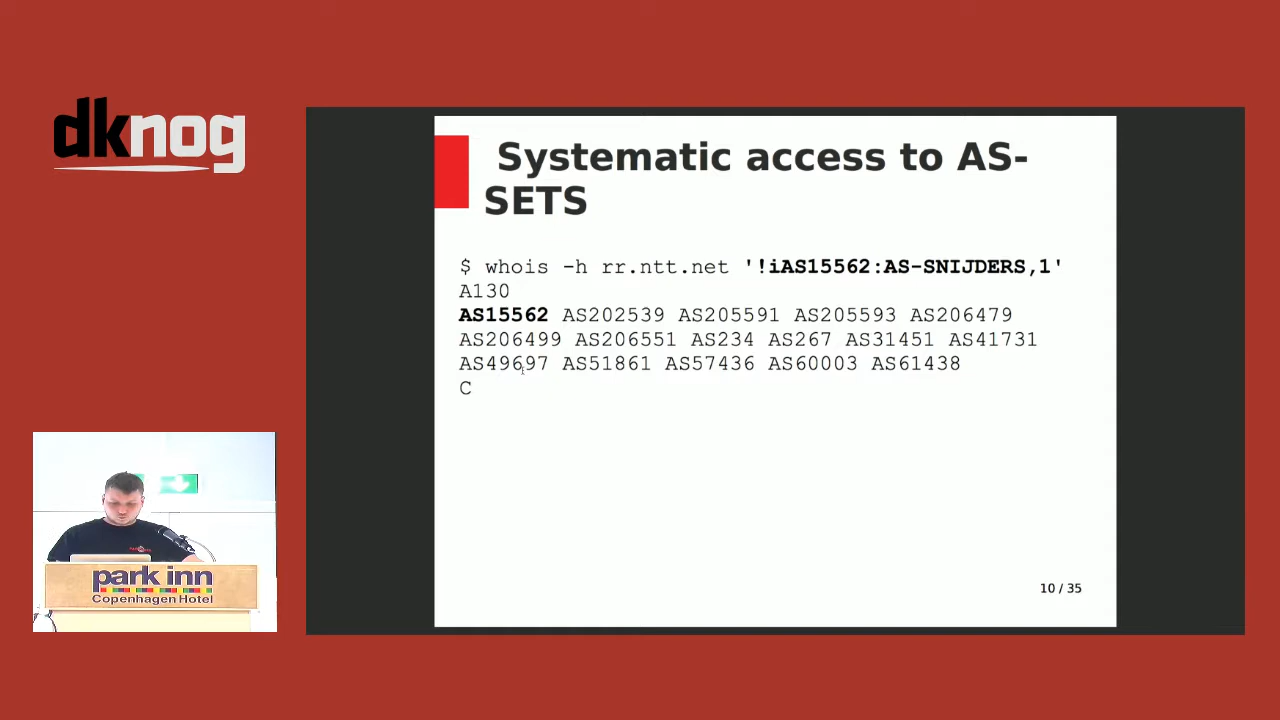 dknog
Systematic access to AS-
SETS
$ whois -h rr.ntt.net '!iAS15562:AS-SNIJDERS,1'
A130
AS15562 AS202539 AS205591 AS205593 AS206479
AS206499 AS206551 AS234 AS267 AS31451 AS41731
AS49697 AS51861 AS57436 AS60003 AS61438
C
10 / 35
park inn
Copenhagen Hotel